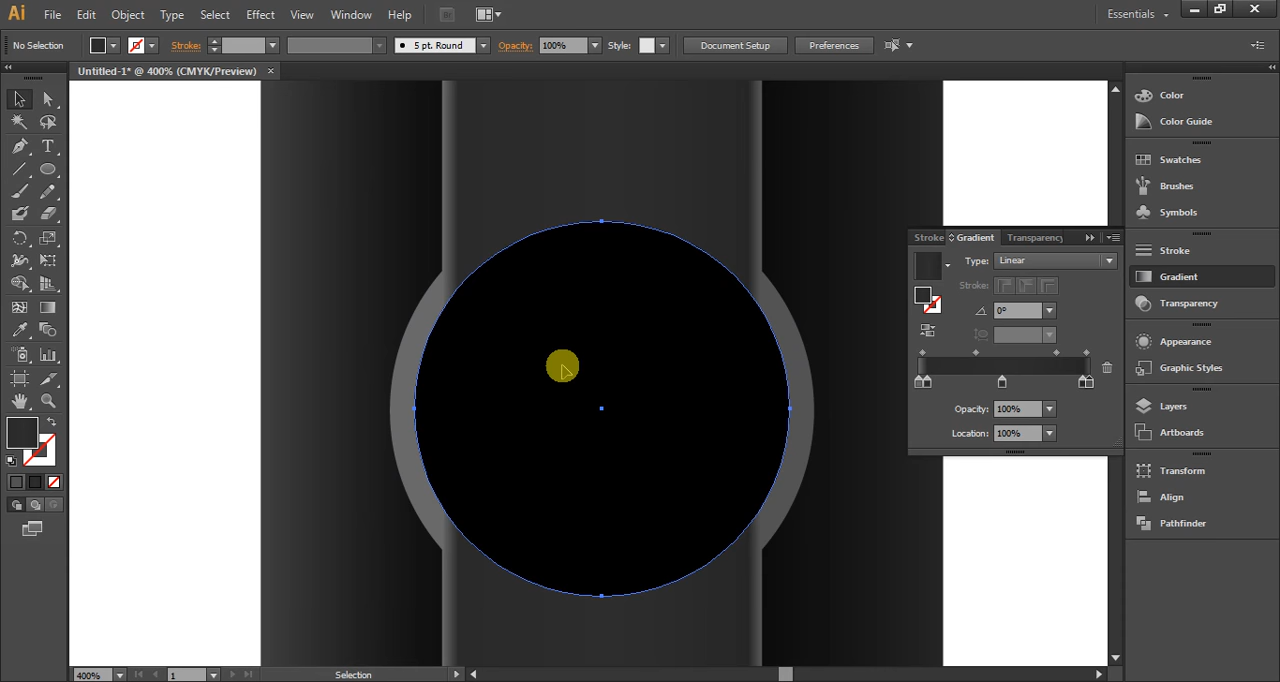 Ai File Edit Object Type Select Effect View Window Help Br Essentials
No Selection Stroke: 5 pt. Round Opacity: 100% Style: Document Setup Preferences
Untitled-1* @ 400% (CMYK/Preview) ×
Color
Color Guide
Swatches
Brushes
Symbols
Stroke
Gradient
Transparency
Appearance
Graphic Styles
Layers
Artboards
Transform
Align
Pathfinder
Stroke Gradient Transparency
Type: Linear
Stroke:
0°
Opacity: 100%
Location: 100%
T
400% 1 Selection